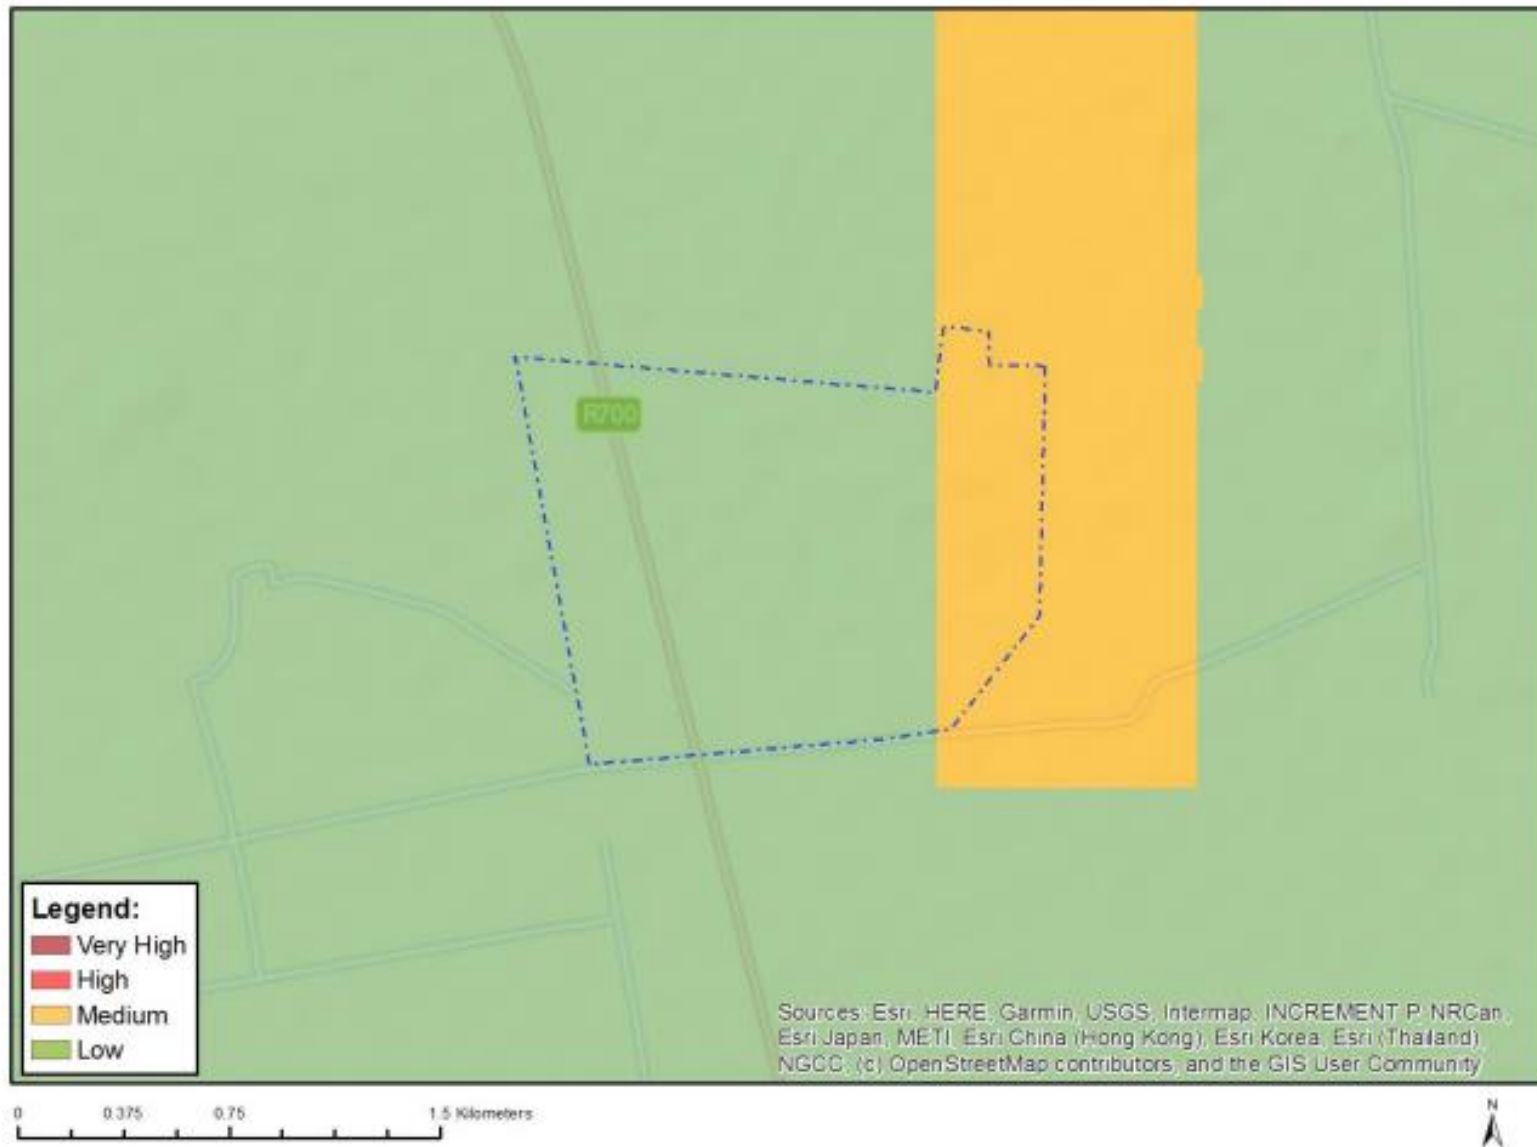 R700
Legend:
Very High
High
Medium
Low
Sources: Esri, HERE, Garmin, USGS, Intermap, INCREMENT P, NRCan,
Esri Japan, METI, Esri China (Hong Kong), Esri Korea, Esri (Thailand),
NGCC, (c) OpenStreetMap contributors, and the GIS User Community
0 0.375 0.75 1.5 Kilometers
N